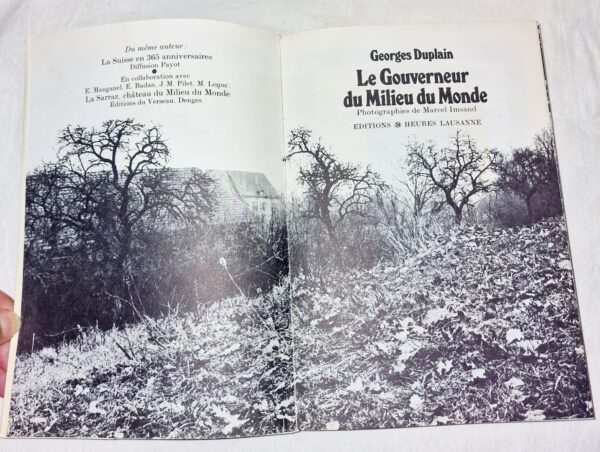 Du même auteur :
La Suisse en 365 anniversaires
Diffusion Payot
En collaboration avec
E. Manganel, E. Badan, J. M. Pilet, M. Logoz:
La Sarraz, château du Milieu du Monde
Editions du Verseau, Denges
Georges Duplain
Le Gouverneur
du Milieu du Monde
Photographies de Marcel Imsand
EDITIONS 24 HEURES LAUSANNE